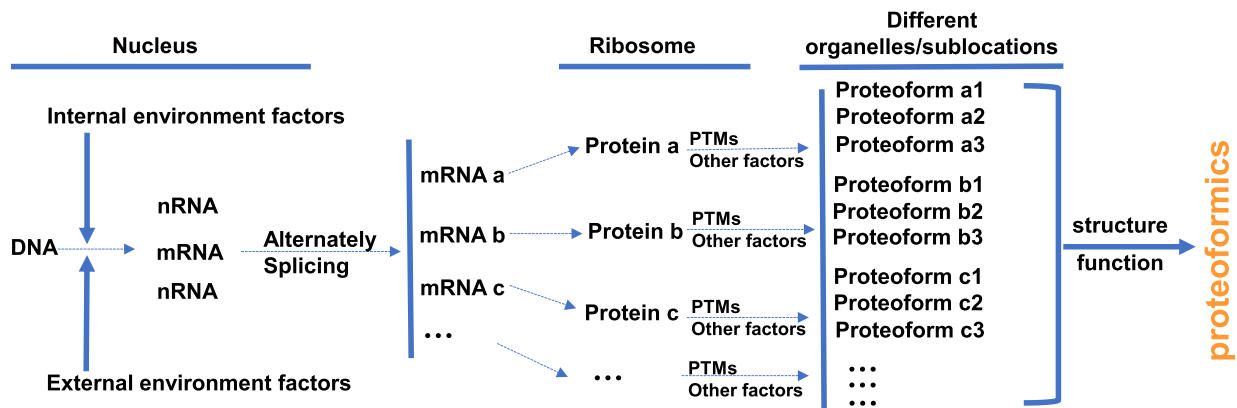 Nucleus
Ribosome
Different
organelles/sublocations
Internal environment factors
nRNA
DNA
mRNA
nRNA
External environment factors
Alternately
Splicing
mRNA a
mRNA b
mRNA c
...
Protein a
Protein b
Protein c
...
PTMs
Other factors
PTMs
Other factors
PTMs
Other factors
PTMs
Other factors
Proteoform a1
Proteoform a2
Proteoform a3
Proteoform b1
Proteoform b2
Proteoform b3
Proteoform c1
Proteoform c2
Proteoform c3
...
...
...
structure
function
proteoformics